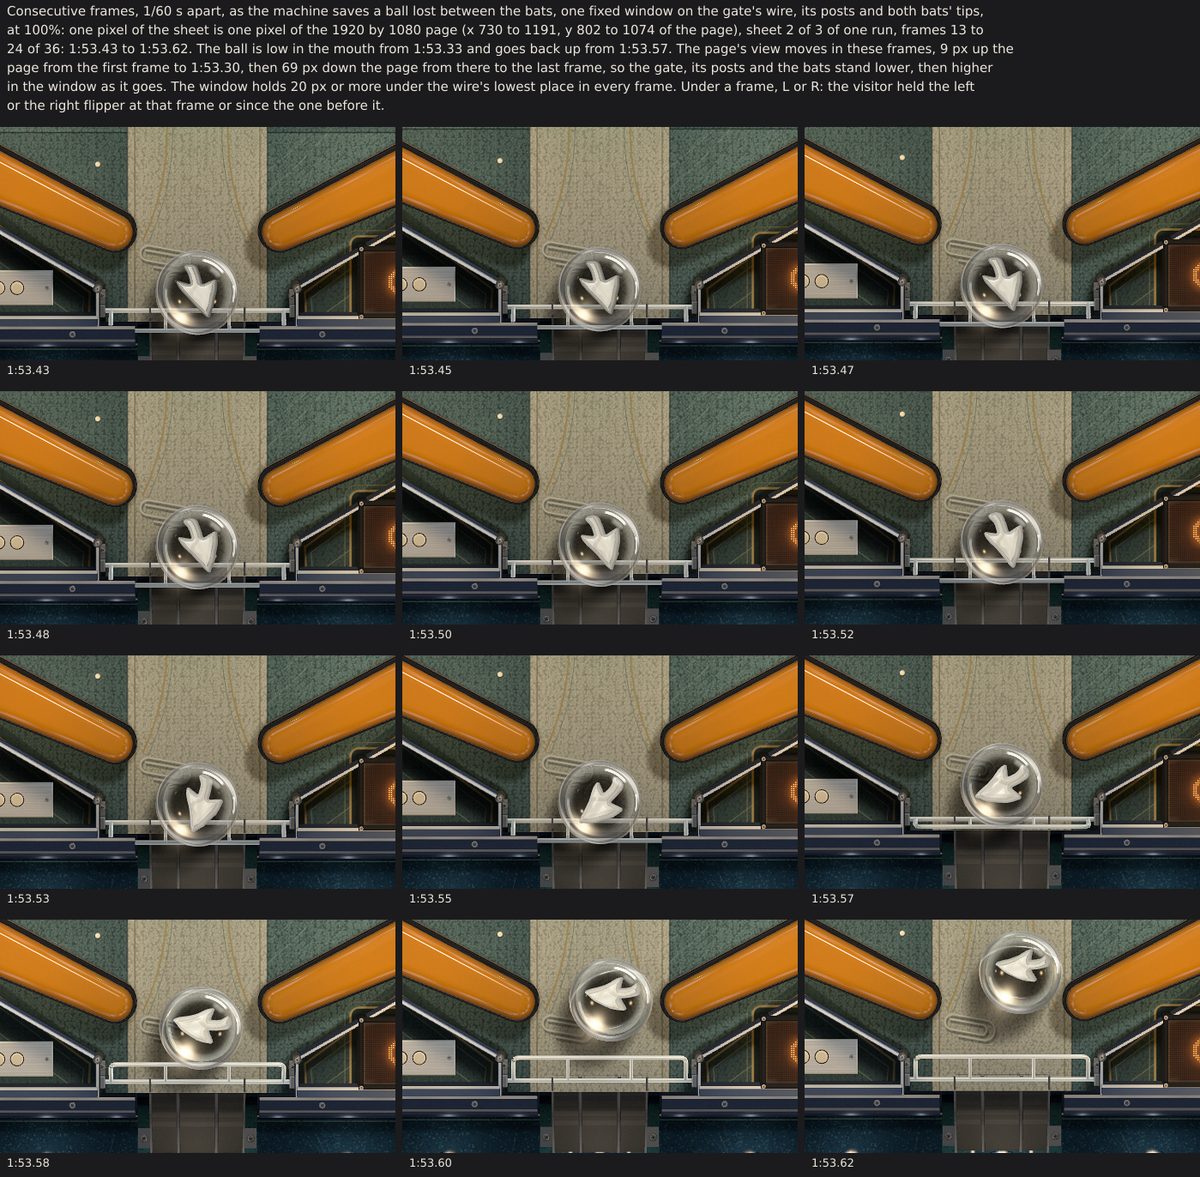 Consecutive frames, 1/60 s apart, as the machine saves a ball lost between the bats, one fixed window on the gate's wire, its posts and both bats' tips,
at 100%: one pixel of the sheet is one pixel of the 1920 by 1080 page (x 730 to 1191, y 802 to 1074 of the page), sheet 2 of 3 of one run, frames 13 to
24 of 36: 1:53.43 to 1:53.62. The ball is low in the mouth from 1:53.33 and goes back up from 1:53.57. The page's view moves in these frames, 9 px up the
page from the first frame to 1:53.30, then 69 px down the page from there to the last frame, so the gate, its posts and the bats stand lower, then higher
in the window as it goes. The window holds 20 px or more under the wire's lowest place in every frame. Under a frame, L or R: the visitor held the left
or the right flipper at that frame or since the one before it.
1:53.43
1:53.45
1:53.47
1:53.48
1:53.50
1:53.52
1:53.53
1:53.55
1:53.57
1:53.58
1:53.60
1:53.62